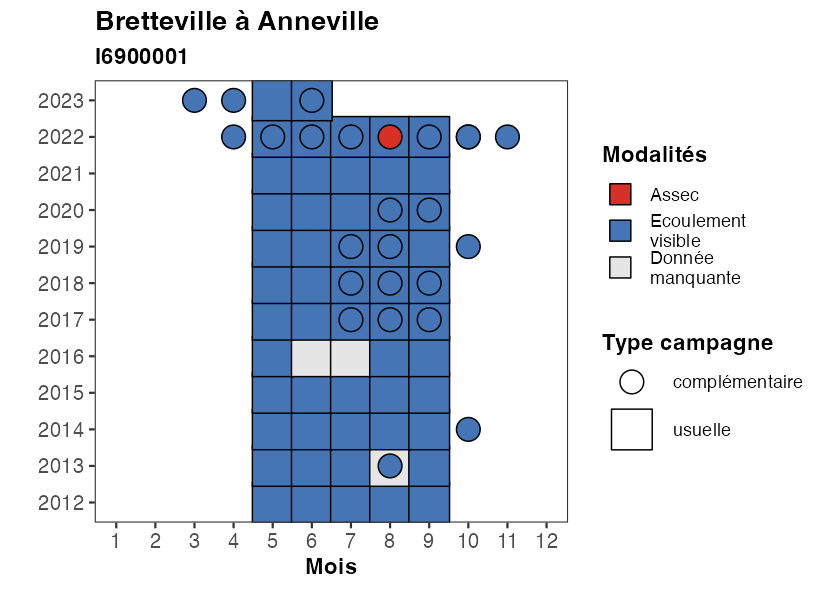 Bretteville à Anneville
I6900001
2023
2022
2021
2020
2019
2018
2017
2016
2015
2014
2013
2012
1 2 3 4 5 6 7 8 9 10 11 12
Mois
Modalités
Assec
Ecoulement
visible
Donnée
manquante
Type campagne
complémentaire
usuelle